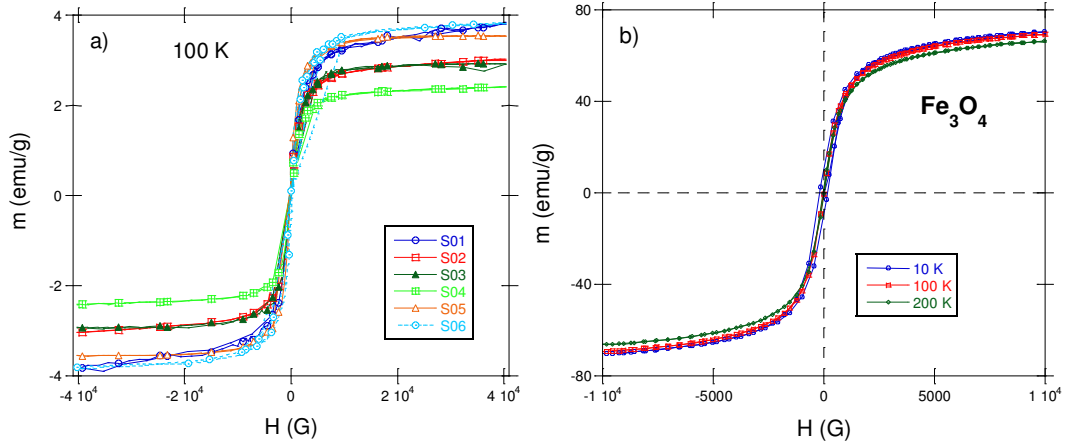 a)
100 K
m (emu/g)
4
2
0
-2
-4
-4 10⁴
-2 10⁴
0
2 10⁴
4 10⁴
H (G)
S01
S02
S03
S04
S05
S06
b)
Fe₃O₄
m (emu/g)
80
40
0
-40
-80
-1 10⁴
-5000
0
5000
1 10⁴
H (G)
10 K
100 K
200 K